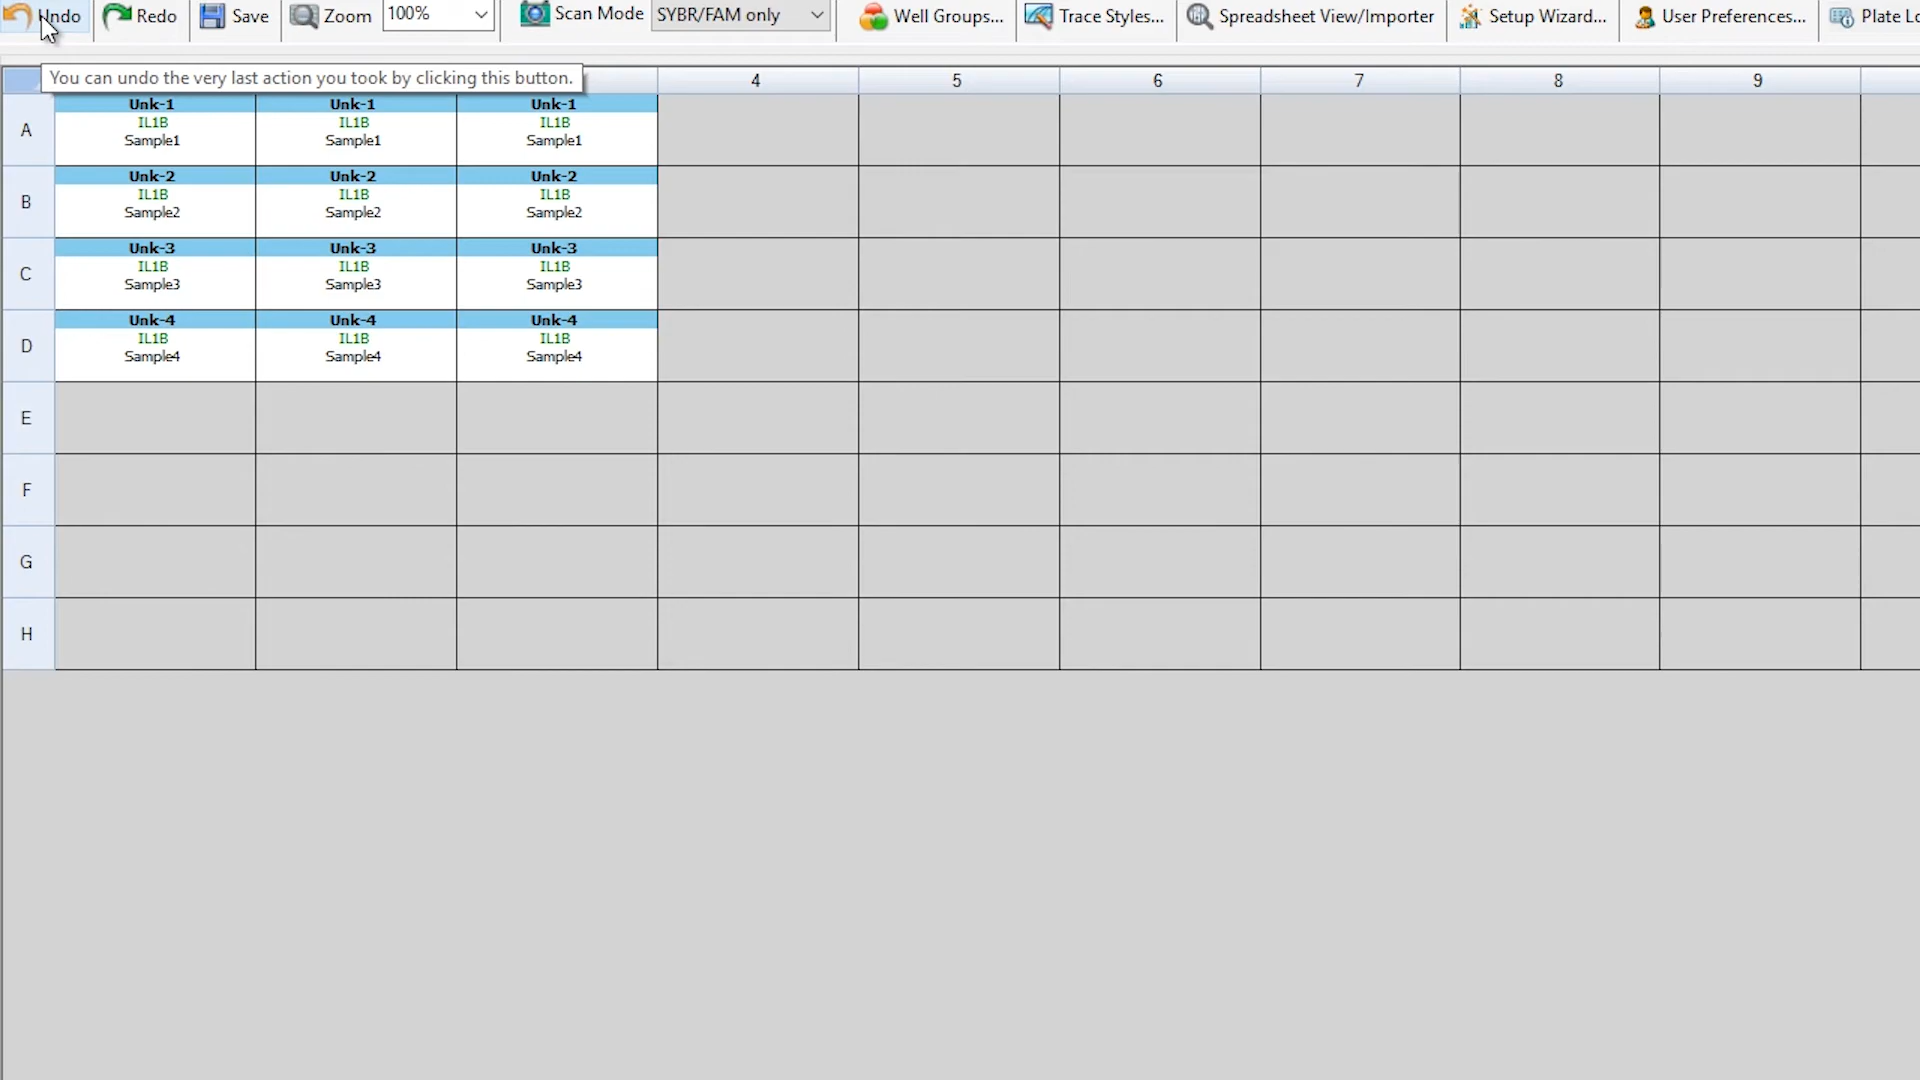 Undo Redo Save Zoom 100% Scan Mode SYBR/FAM only Well Groups... Trace Styles... Spreadsheet View/Importer Setup Wizard... User Preferences... Plate Lo
You can undo the very last action you took by clicking this button.
4 5 6 7 8 9
A
Unk-1 Unk-1 Unk-1
IL1B IL1B IL1B
Sample1 Sample1 Sample1
B
Unk-2 Unk-2 Unk-2
IL1B IL1B IL1B
Sample2 Sample2 Sample2
C
Unk-3 Unk-3 Unk-3
IL1B IL1B IL1B
Sample3 Sample3 Sample3
D
Unk-4 Unk-4 Unk-4
IL1B IL1B IL1B
Sample4 Sample4 Sample4
E
F
G
H